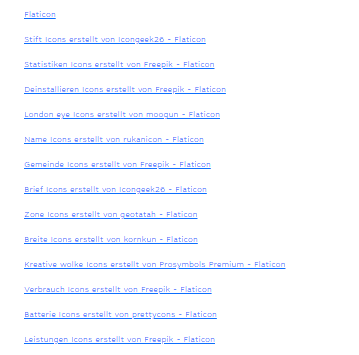 Flaticon
Stift Icons erstellt von Icongeek26 - Flaticon
Statistiken Icons erstellt von Freepik - Flaticon
Deinstallieren Icons erstellt von Freepik - Flaticon
London eye Icons erstellt von moogun - Flaticon
Name Icons erstellt von rukanicon - Flaticon
Gemeinde Icons erstellt von Freepik - Flaticon
Brief Icons erstellt von Icongeek26 - Flaticon
Zone Icons erstellt von geotatah - Flaticon
Breite Icons erstellt von kornkun - Flaticon
Kreative wolke Icons erstellt von Prosymbols Premium - Flaticon
Verbrauch Icons erstellt von Freepik - Flaticon
Batterie Icons erstellt von prettycons - Flaticon
Leistungen Icons erstellt von Freepik - Flaticon